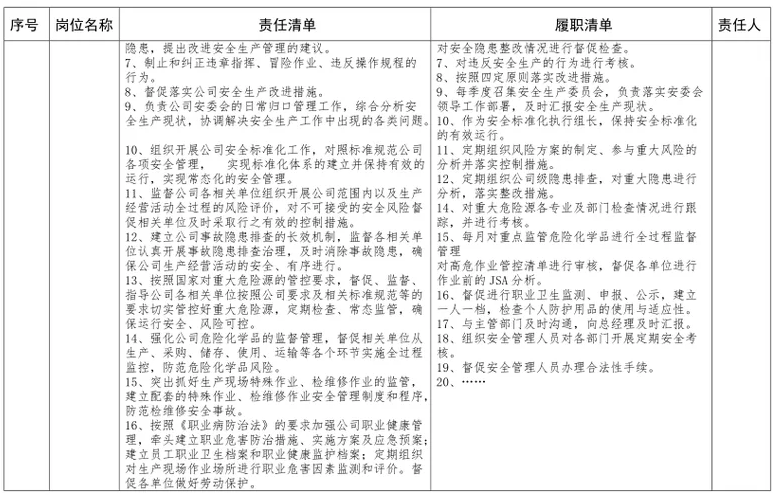 序号 岗位名称 责任清单 履职清单 责任人
隐患，提出改进安全生产管理的建议。
7、制止和纠正违章指挥、冒险作业、违反操作规程的
行为。
8、督促落实公司安全生产改进措施。
9、负责公司安委会的日常归口管理工作，综合分析安
全生产现状，协调解决安全生产工作中出现的各类问题。
10、组织开展公司安全标准化工作，对照标准规范公司
各项安全管理， 实现标准化体系的建立并保持有效的
运行，实现常态化的安全管理。
11、监督公司各相关单位组织开展公司范围内以及生产
经营活动全过程的风险评价，对不可接受的安全风险督
促相关单位及时采取行之有效的控制措施。
12、建立公司事故隐患排查的长效机制，监督各相关单
位认真开展事故隐患排查治理，及时消除事故隐患，确
保公司生产经营活动的安全、有序进行。
13、按照国家对重大危险源的管控要求，督促、监督、
指导公司各相关单位按照公司要求及相关标准规范等的
要求切实管控好重大危险源，定期检查、常态监管，确
保运行安全、风险可控。
14、强化公司危险化学品的监督管理，督促相关单位从
生产、采购、储存、使用、运输等各个环节实施全过程
监控，防范危险化学品风险。
15、突出抓好生产现场特殊作业、检维修作业的监管，
建立配套的特殊作业、检维修作业安全管理制度和程序，
防范检维修安全事故。
16、按照《职业病防治法》的要求加强公司职业健康管
理，牵头建立职业危害防治措施、实施方案及应急预案；
建立员工职业卫生档案和职业健康监护档案；定期组织
对生产现场作业场所进行职业危害因素监测和评价。督
促各单位做好劳动保护。
对安全隐患整改情况进行督促检查。
7、对违反安全生产的行为进行考核。
8、按照四定原则落实改进措施。
9、每季度召集安全生产委员会，负责落实安委会
领导工作部署，及时汇报安全生产现状。
10、作为安全标准化执行组长，保持安全标准化
的有效运行。
11、定期组织风险方案的制定、参与重大风险的
分析并落实控制措施。
12、定期组织公司级隐患排查，对重大隐患进行
分析，落实整改措施。
14、对重大危险源各专业及部门检查情况进行跟
踪，并进行考核。
15、每月对重点监管危险化学品进行全过程监督
管理
对高危作业管控清单进行审核，督促各单位进行
作业前的 JSA 分析。
16、督促进行职业卫生监测、申报、公示，建立
一人一档，检查个人防护用品的使用与适应性。
17、与主管部门及时沟通，向总经理及时汇报。
18、组织安全管理人员对各部门开展定期安全考
核。
19、督促安全管理人员办理合法性手续。
20、……